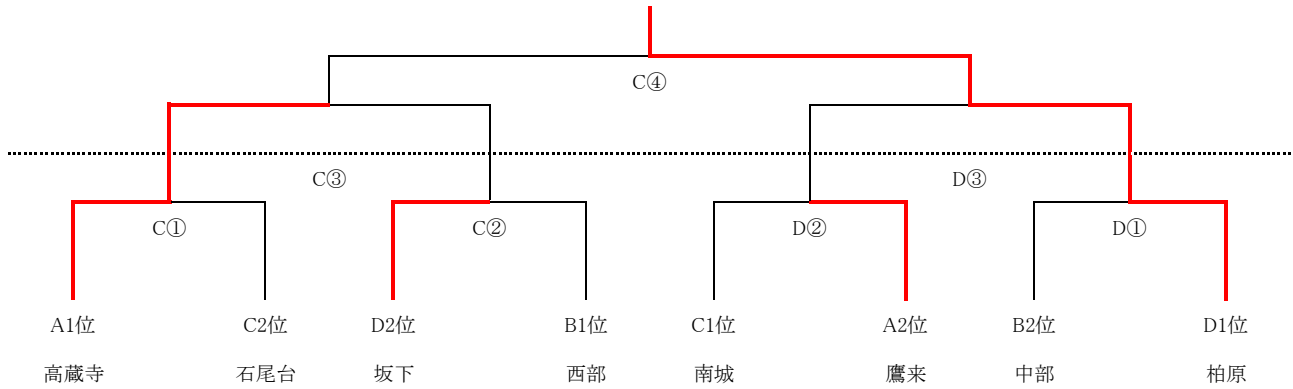 C④
C③ D③
C① C② D② D①
A1位 C2位 D2位 B1位 C1位 A2位 B2位 D1位
高蔵寺 石尾台 坂下 西部 南城 鷹来 中部 柏原